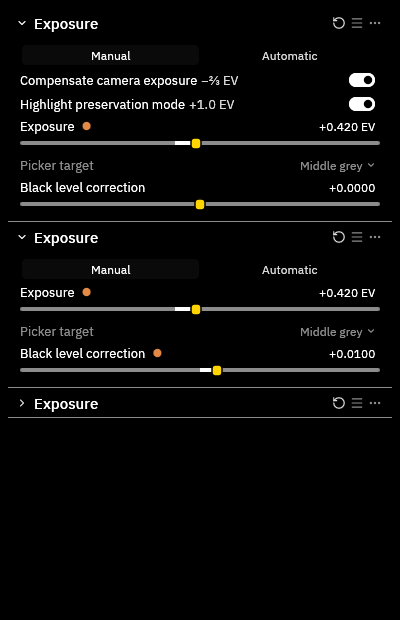 Exposure
Manual Automatic
Compensate camera exposure −⅔ EV
Highlight preservation mode +1.0 EV
Exposure +0.420 EV
Picker target Middle grey
Black level correction +0.0000
Exposure
Manual Automatic
Exposure +0.420 EV
Picker target Middle grey
Black level correction +0.0100
Exposure